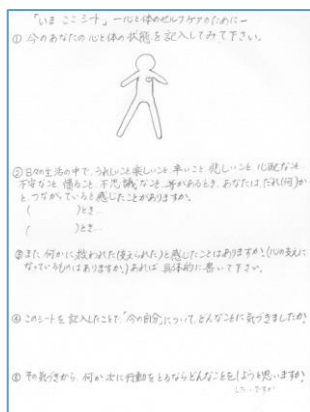 「いま ここ シート」 ー心と体のセルフケアのためにー
① 今のあなたの心と体の状態を記入してみて下さい。
② 日々の生活の中で、うれしいこと 楽しいこと 辛いこと 悲しいこと 心配なこと
不安なこと 怒ること 不思議なこと 等があるとき、あなたは、だれ(何)か
と、つながっていると感じたことがありますか。
( )とき…
( )とき…
③ また、何かに救われた(支えられた)と感じたことはありますか?(心の支えに
なっているものはありますか。)あれば 具体的に書いて下さい。
④ このシートを記入したことで、「今の自分」について、どんなことに気づきましたか?
⑤ その気づきから、何か次に行動をとるならどんなことをしようと思いますか?
したいですか